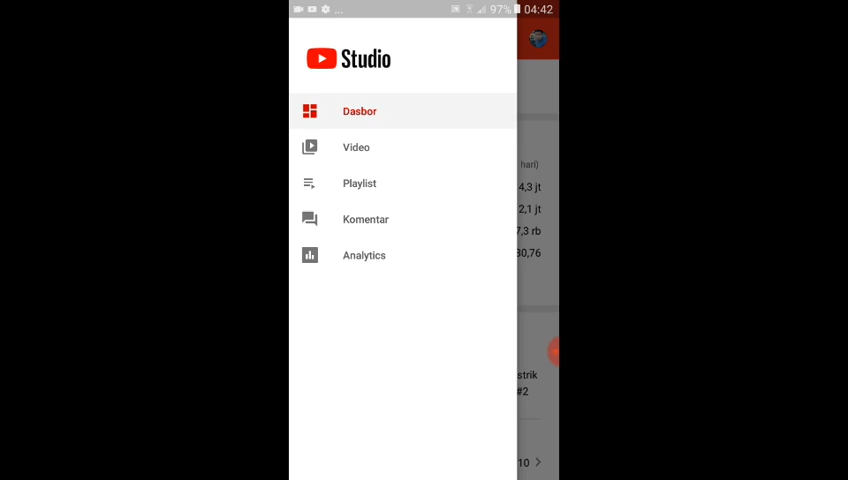 ... 97% 04:42
Studio
Dasbor
Video
Playlist
Komentar
Analytics
hari)
4,3 jt
2,1 jt
7,3 rb
30,76
strik
#2
10